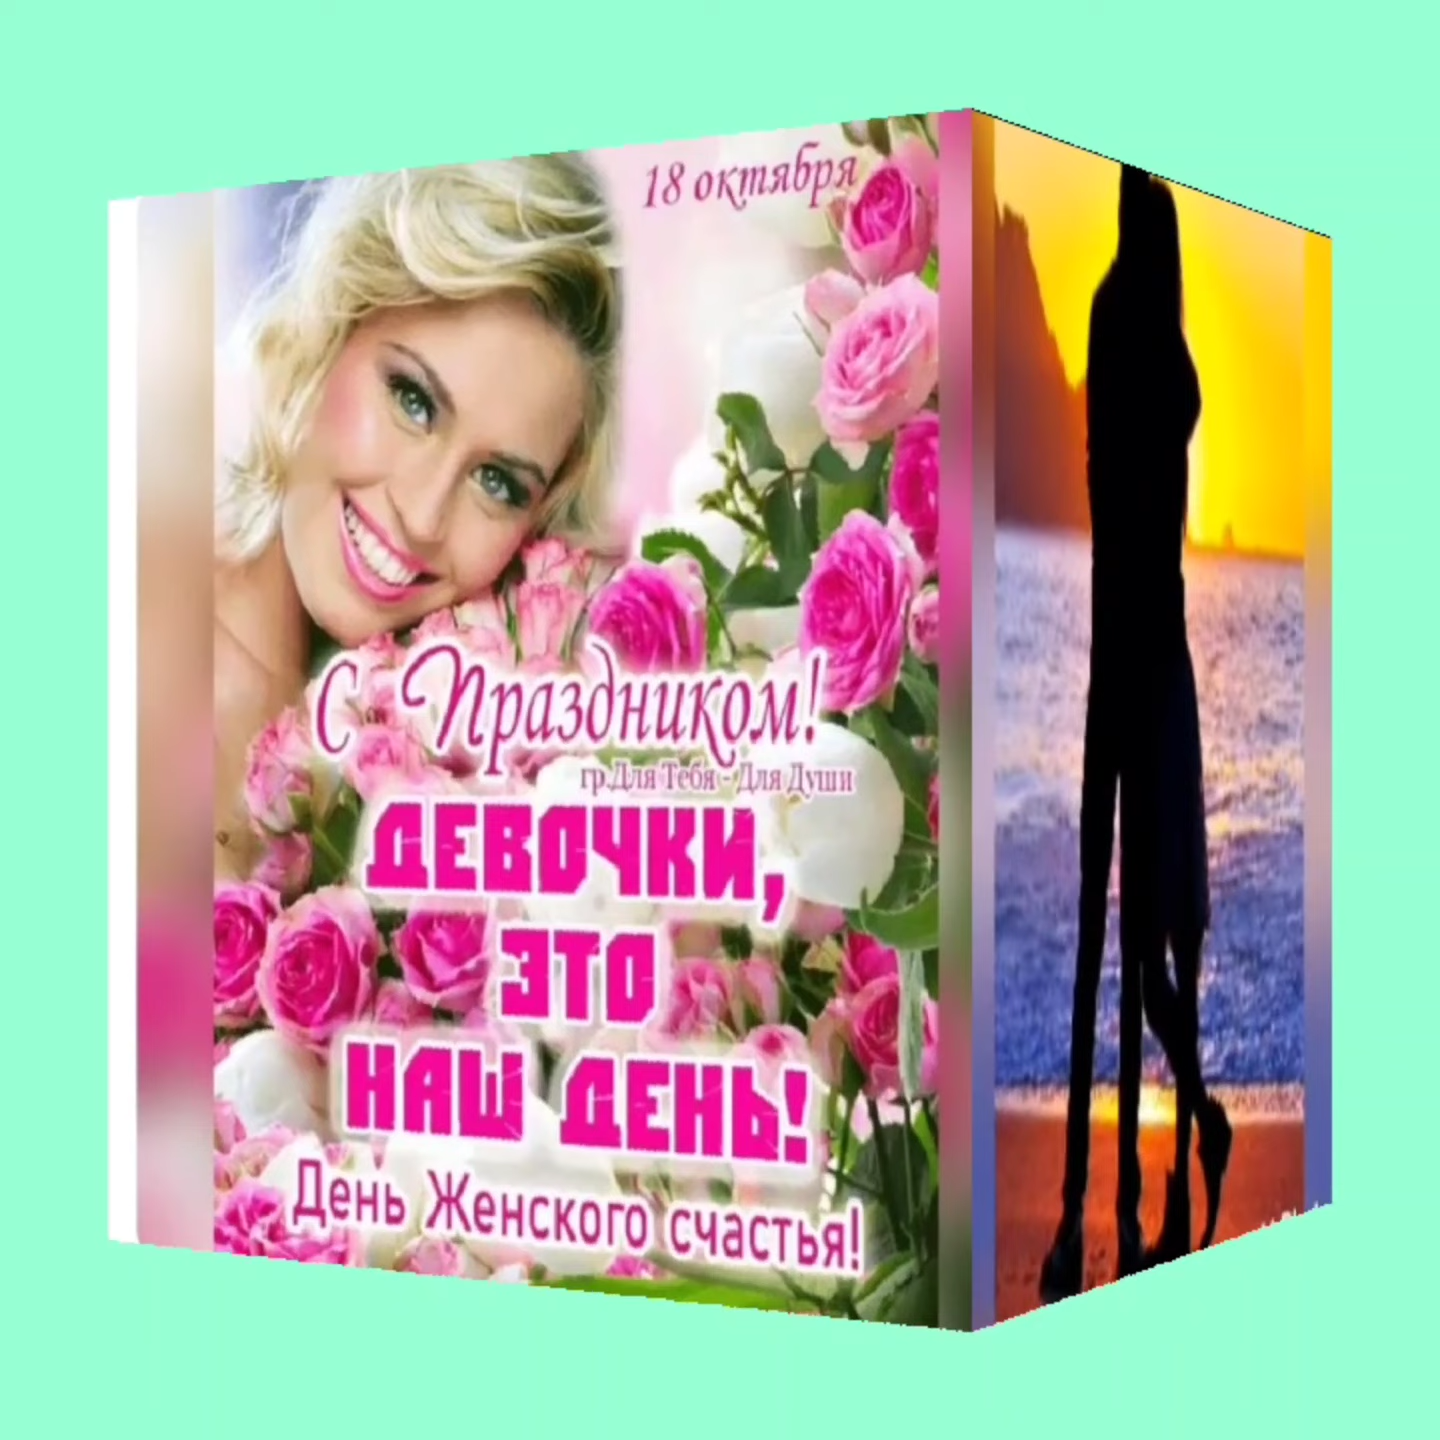 18 октября
С Праздником!
гр.Для Тебя - Для Души
ДЕВОЧКИ,
ЭТО
НАШ ДЕНЬ!
День Женского счастья!